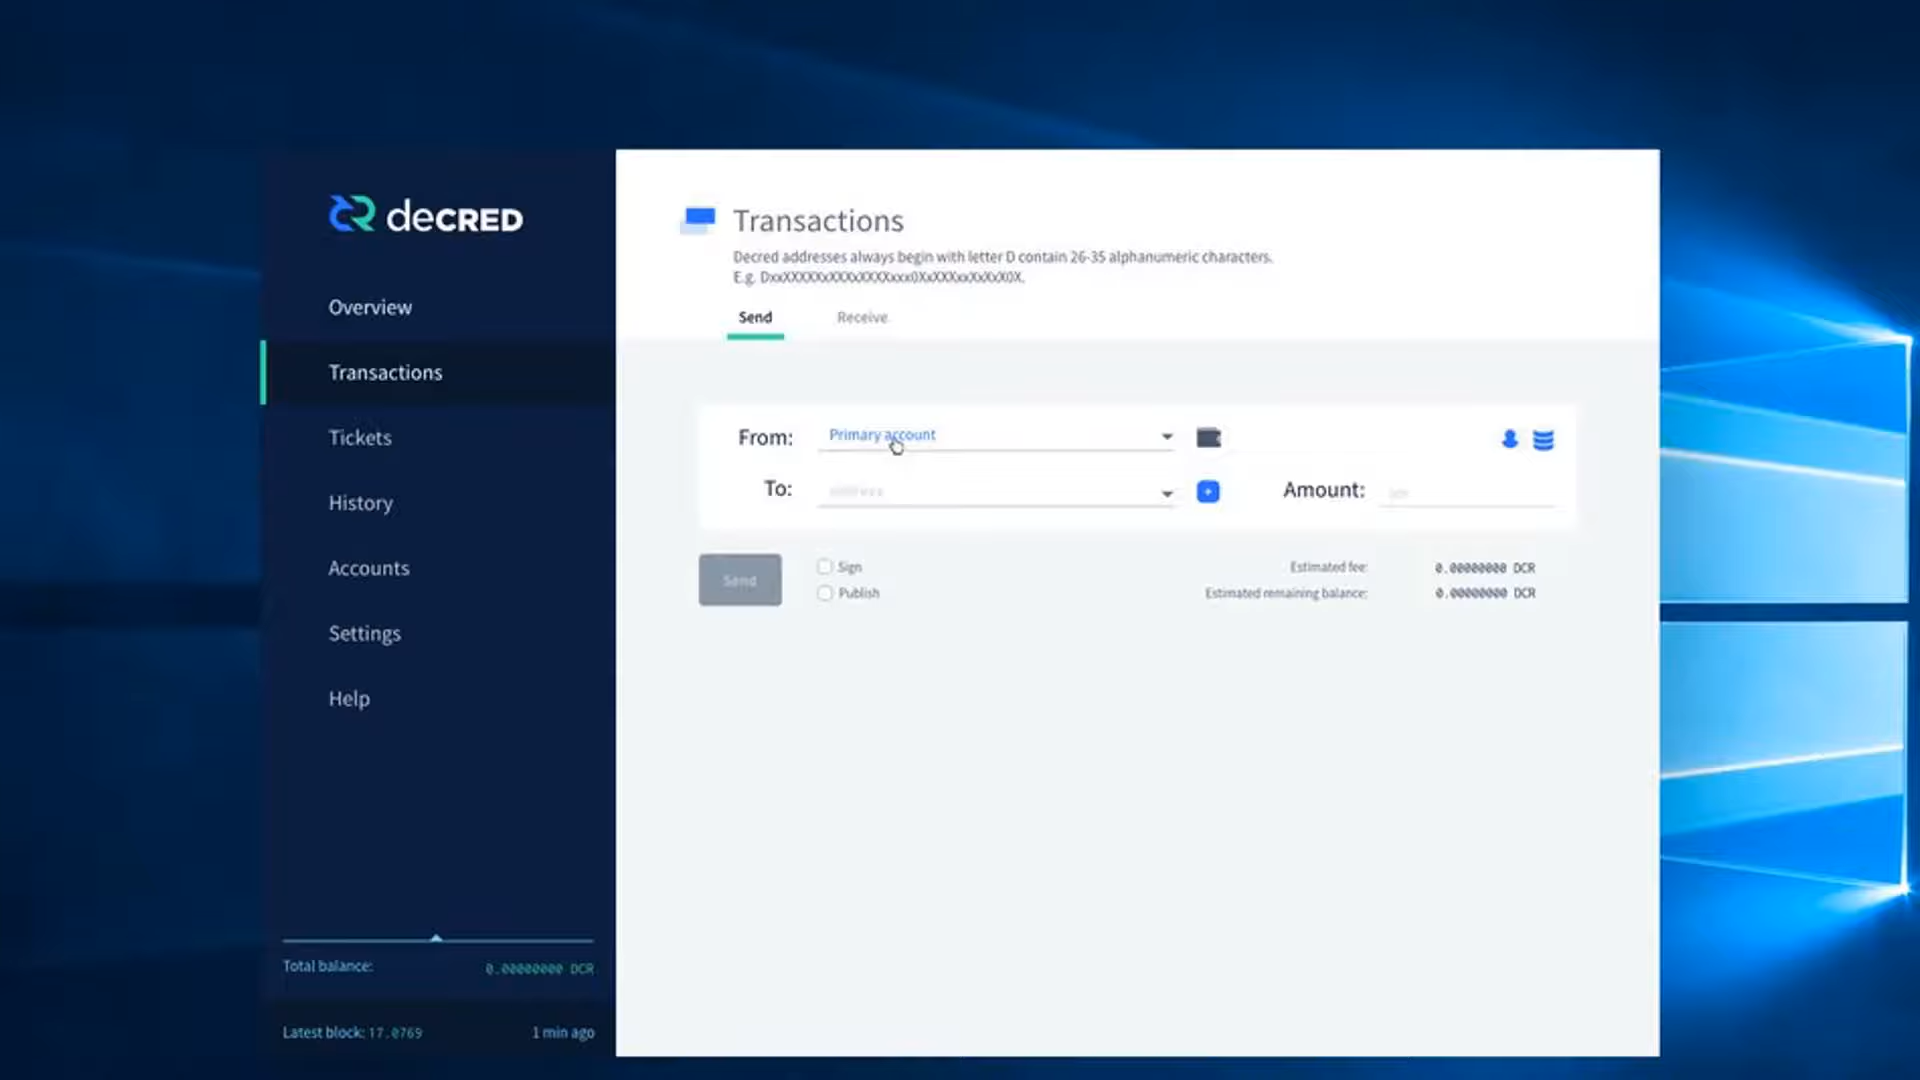 decred
Overview
Transactions
Tickets
History
Accounts
Settings
Help
Total balance: 0.00000000 DCR
Latest block: 17.0769 1 min ago
Transactions
Decred addresses always begin with letter D contain 26-35 alphanumeric characters.
Send Receive
From: Primary account
To: address
Amount:
Send
Sign
Publish
Estimated fee: 0.00000000 DCR
Estimated remaining balance: 0.00000000 DCR